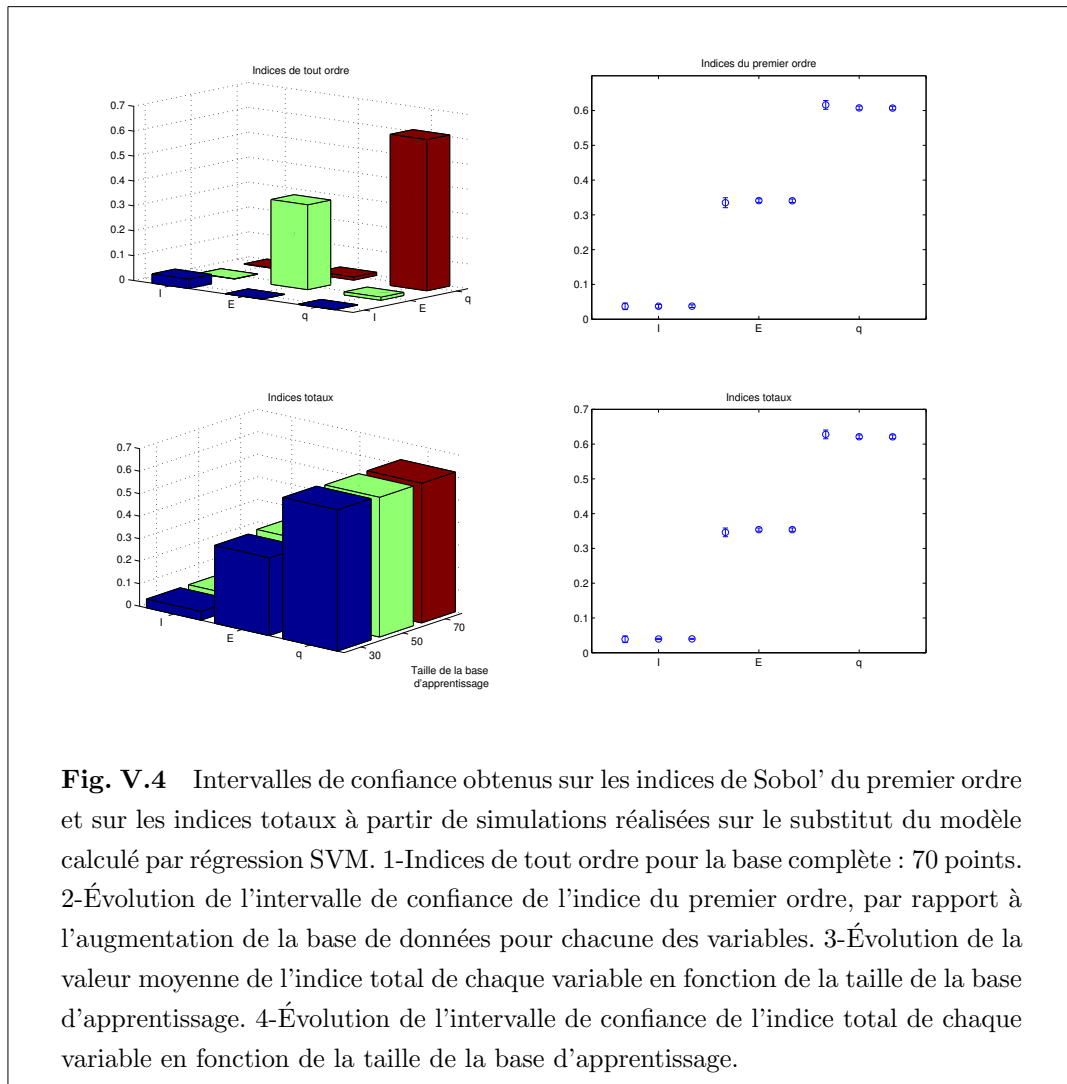 Indices de tout ordre
0.7
0.6
0.5
0.4
0.3
0.2
0.1
0
I
E
q
I
E
q
Indices du premier ordre
0.6
0.5
0.4
0.3
0.2
0.1
0
I
E
q
Indices totaux
0.7
0.6
0.5
0.4
0.3
0.2
0.1
0
I
E
q
30
50
70
Taille de la base
d'apprentissage
Indices totaux
0.7
0.6
0.5
0.4
0.3
0.2
0.1
0
I
E
q
Fig. V.4 Intervalles de confiance obtenus sur les indices de Sobol' du premier ordre
et sur les indices totaux à partir de simulations réalisées sur le substitut du modèle
calculé par régression SVM. 1-Indices de tout ordre pour la base complète : 70 points.
2-Évolution de l'intervalle de confiance de l'indice du premier ordre, par rapport à
l'augmentation de la base de données pour chacune des variables. 3-Évolution de la
valeur moyenne de l'indice total de chaque variable en fonction de la taille de la base
d'apprentissage. 4-Évolution de l'intervalle de confiance de l'indice total de chaque
variable en fonction de la taille de la base d'apprentissage.